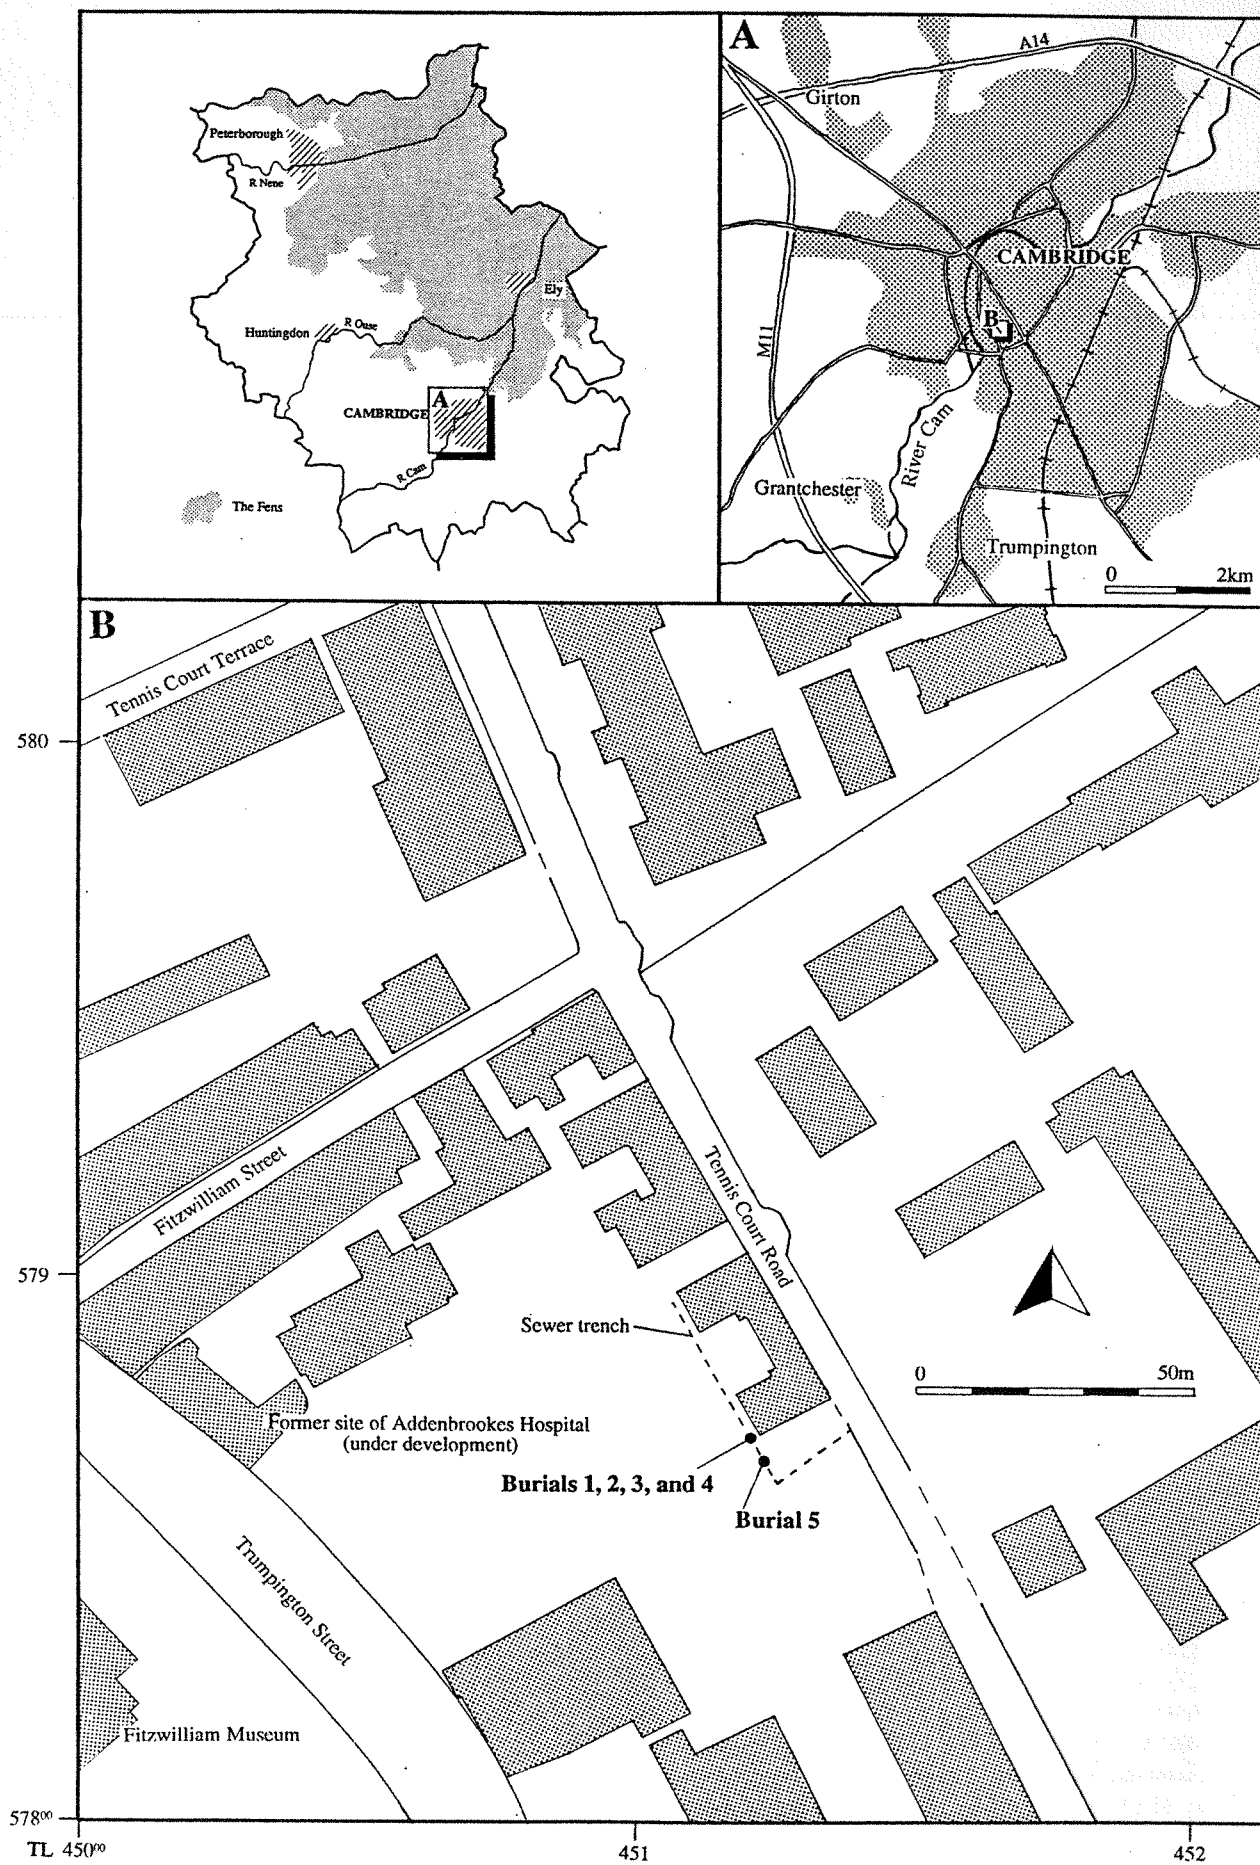 Peterborough
R Nene
Ely
Huntingdon
R Ouse
A
CAMBRIDGE
R Cam
The Fens
A
A14
Girton
CAMBRIDGE
B
M11
River Cam
Grantchester
Trumpington
0 2km
B
Tennis Court Terrace
580
Fitzwilliam Street
Tennis Court Road
579
Sewer trench
0 50m
Former site of Addenbrookes Hospital
(under development)
Burials 1, 2, 3, and 4
Burial 5
Trumpington Street
Fitzwilliam Museum
578⁰⁰
TL 450⁰⁰ 451 452